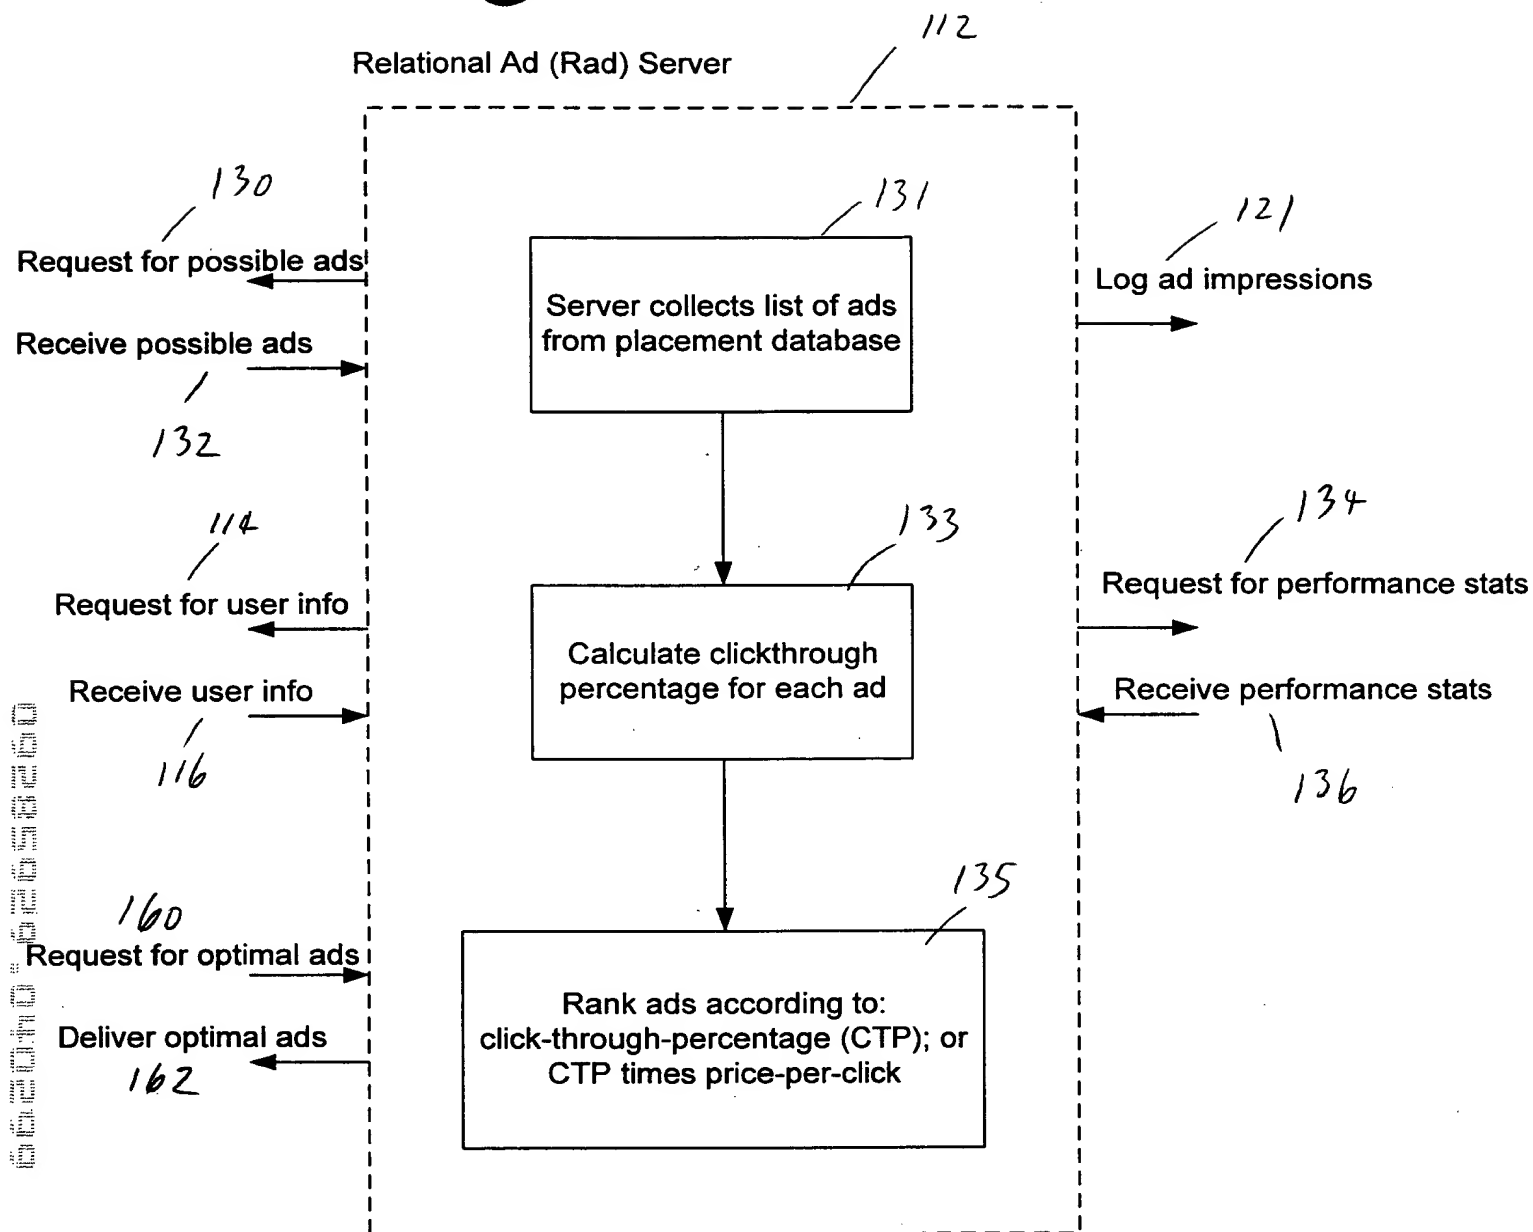 112
Relational Ad (Rad) Server
130
131
121
Request for possible ads
Log ad impressions
Server collects list of ads
from placement database
Receive possible ads
132
114
133
134
Request for user info
Request for performance stats
Calculate clickthrough
percentage for each ad
Receive user info
Receive performance stats
116
136
135
160
Request for optimal ads
Rank ads according to:
click-through-percentage (CTP); or
CTP times price-per-click
Deliver optimal ads
162